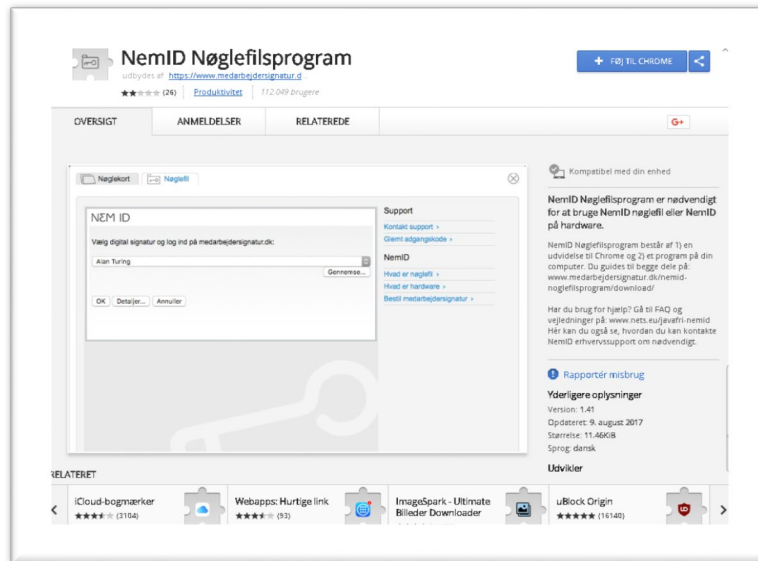 NemID Nøglefilsprogram
udbydes af https://www.medarbejdersignatur.d...
(26) Produktivitet 112.049 brugere
+ FØJ TIL CHROME
OVERSIGT ANMELDELSER RELATEREDE
G+
Nøglekort Nøglefil
NEM ID
Vælg digital signatur og log ind på medarbejdersignatur.dk:
Alan Turing
Gennemse...
OK Detaljer... Annuller
Support
Kontakt support ›
Glemt adgangskode ›
NemID
Hvad er nøglefil ›
Hvad er hardware ›
Bestil medarbejdersignatur ›
Kompatibel med din enhed
NemID Nøglefilsprogram er nødvendigt
for at bruge NemID nøglefil eller NemID
på hardware.
NemID Nøglefilsprogram består af 1) en
udvidelse til Chrome og 2) et program på din
computer. Du guides til begge dele på:
www.medarbejdersignatur.dk/nemid-
noglefilsprogram/download/
Har du brug for hjælp? Gå til FAQ og
vejledninger på: www.nets.eu/javafri-nemid
Hér kan du også se, hvordan du kan kontakte
NemID erhvervssupport om nødvendigt.
Rapportér misbrug
Yderligere oplysninger
Version: 1.41
Opdateret: 9. august 2017
Størrelse: 11.46KiB
Sprog: dansk
Udvikler
RELATERET
iCloud-bogmærker
(3104)
Webapps: Hurtige link
(93)
ImageSpark - Ultimate
Billeder Downloader
uBlock Origin
(16140)